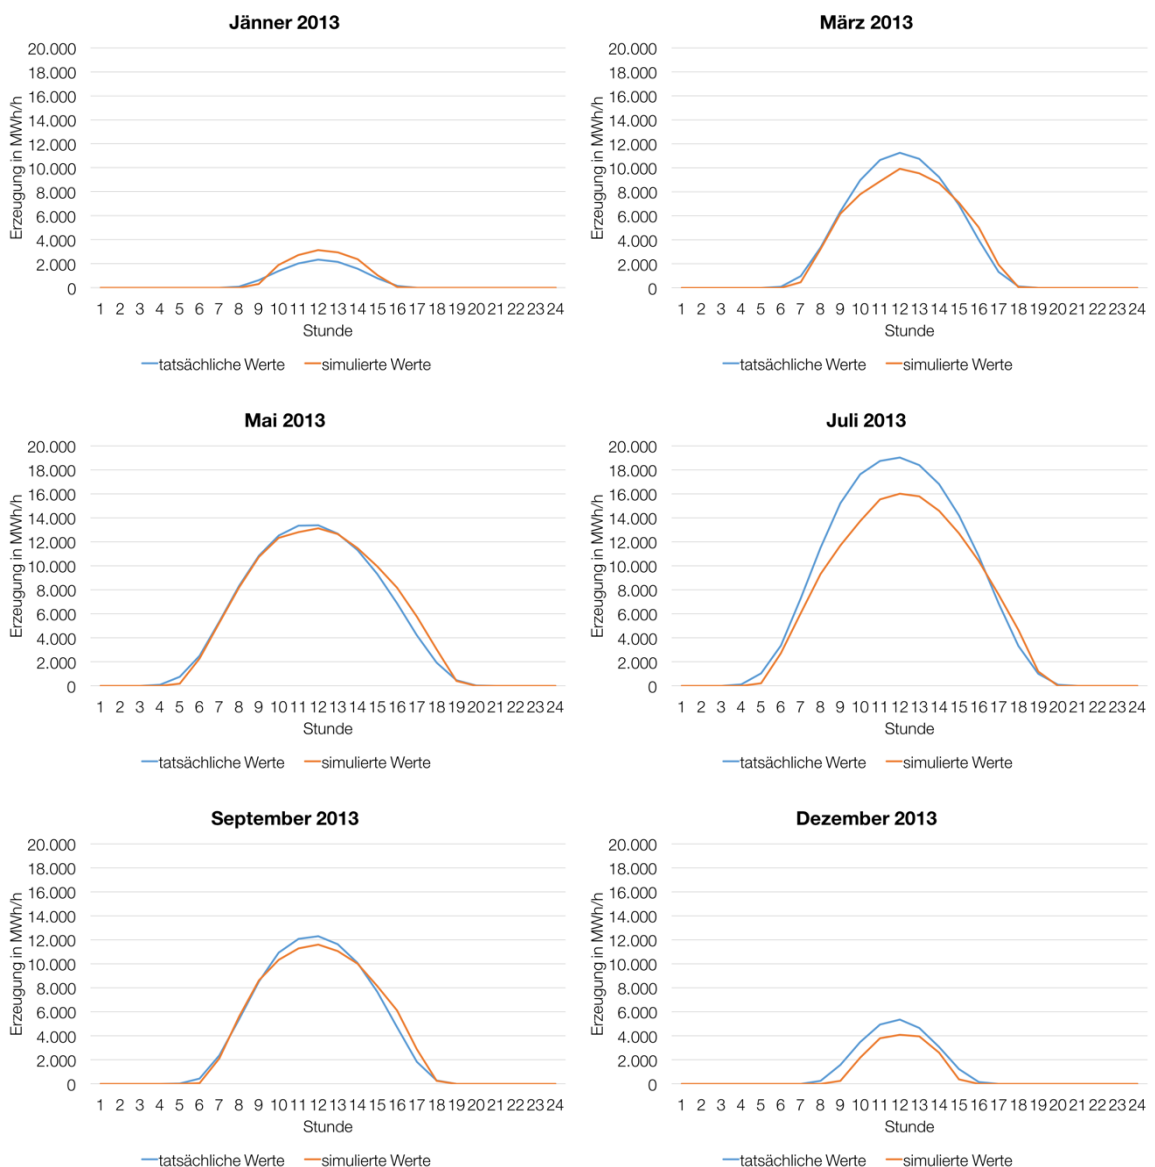 Jänner 2013
Erzeugung in MWh/h
20.000
18.000
16.000
14.000
12.000
10.000
8.000
6.000
4.000
2.000
0
1 2 3 4 5 6 7 8 9 10 11 12 13 14 15 16 17 18 19 20 21 22 23 24
Stunde
tatsächliche Werte simulierte Werte
März 2013
Erzeugung in MWh/h
20.000
18.000
16.000
14.000
12.000
10.000
8.000
6.000
4.000
2.000
0
1 2 3 4 5 6 7 8 9 10 11 12 13 14 15 16 17 18 19 20 21 22 23 24
Stunde
tatsächliche Werte simulierte Werte
Mai 2013
Erzeugung in MWh/h
20.000
18.000
16.000
14.000
12.000
10.000
8.000
6.000
4.000
2.000
0
1 2 3 4 5 6 7 8 9 10 11 12 13 14 15 16 17 18 19 20 21 22 23 24
Stunde
tatsächliche Werte simulierte Werte
Juli 2013
Erzeugung in MWh/h
20.000
18.000
16.000
14.000
12.000
10.000
8.000
6.000
4.000
2.000
0
1 2 3 4 5 6 7 8 9 10 11 12 13 14 15 16 17 18 19 20 21 22 23 24
Stunde
tatsächliche Werte simulierte Werte
September 2013
Erzeugung in MWh/h
20.000
18.000
16.000
14.000
12.000
10.000
8.000
6.000
4.000
2.000
0
1 2 3 4 5 6 7 8 9 10 11 12 13 14 15 16 17 18 19 20 21 22 23 24
Stunde
tatsächliche Werte simulierte Werte
Dezember 2013
Erzeugung in MWh/h
20.000
18.000
16.000
14.000
12.000
10.000
8.000
6.000
4.000
2.000
0
1 2 3 4 5 6 7 8 9 10 11 12 13 14 15 16 17 18 19 20 21 22 23 24
Stunde
tatsächliche Werte simulierte Werte